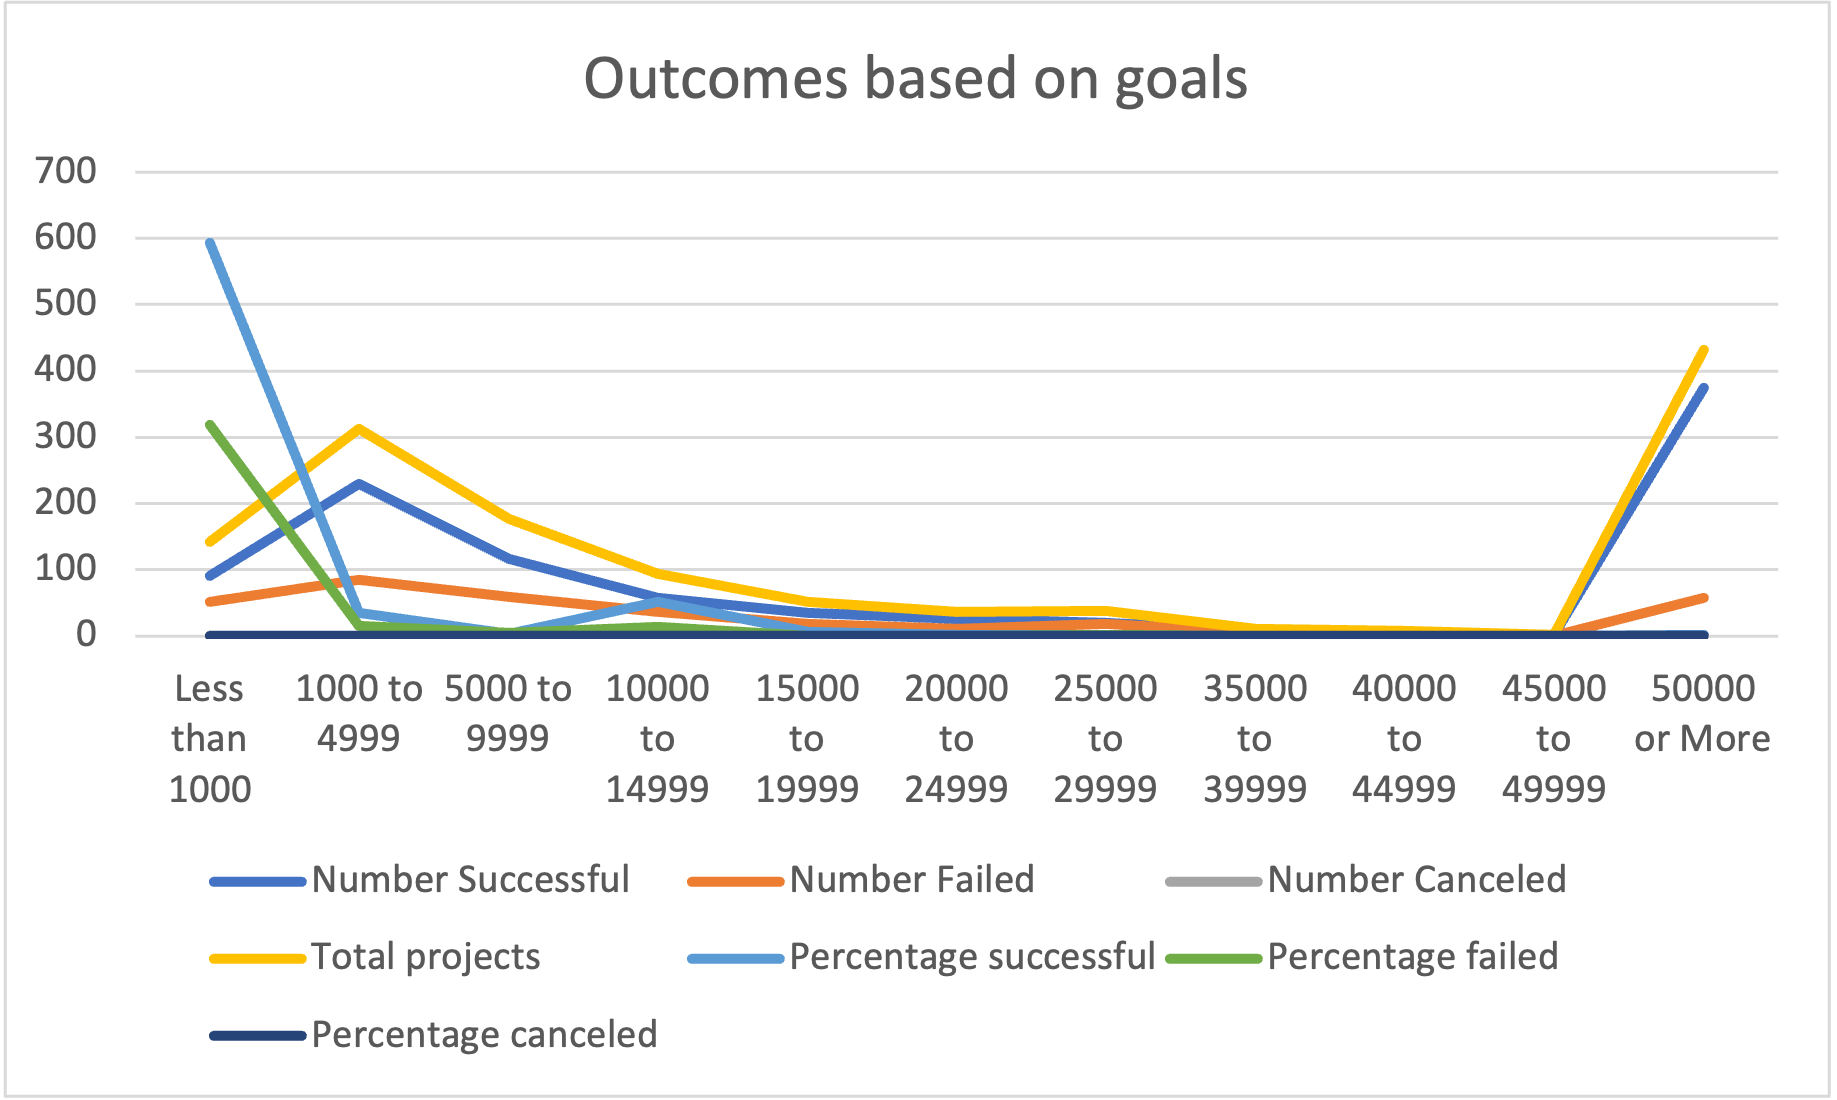 Outcomes based on goals
700
600
500
400
300
200
100
0
Less than 1000
1000 to 4999
5000 to 9999
10000 to 14999
15000 to 19999
20000 to 24999
25000 to 29999
35000 to 39999
40000 to 44999
45000 to 49999
50000 or More
Number Successful
Number Failed
Number Canceled
Total projects
Percentage successful
Percentage failed
Percentage canceled